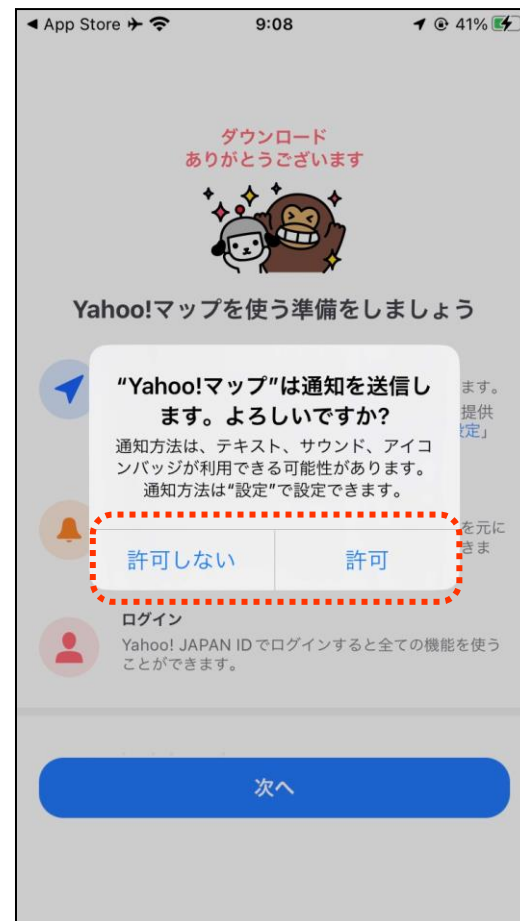 ◀ App Store
9:08
41%
ダウンロード
ありがとうございます
Yahoo!マップを使う準備をしましょう
“Yahoo!マップ”は通知を送信し
ます。よろしいですか?
通知方法は、テキスト、サウンド、アイコ
ンバッジが利用できる可能性があります。
通知方法は“設定”で設定できます。
ます。
提供
設定」
を元に
きま
許可しない
許可
ログイン
Yahoo! JAPAN IDでログインすると全ての機能を使う
ことができます。
次へ